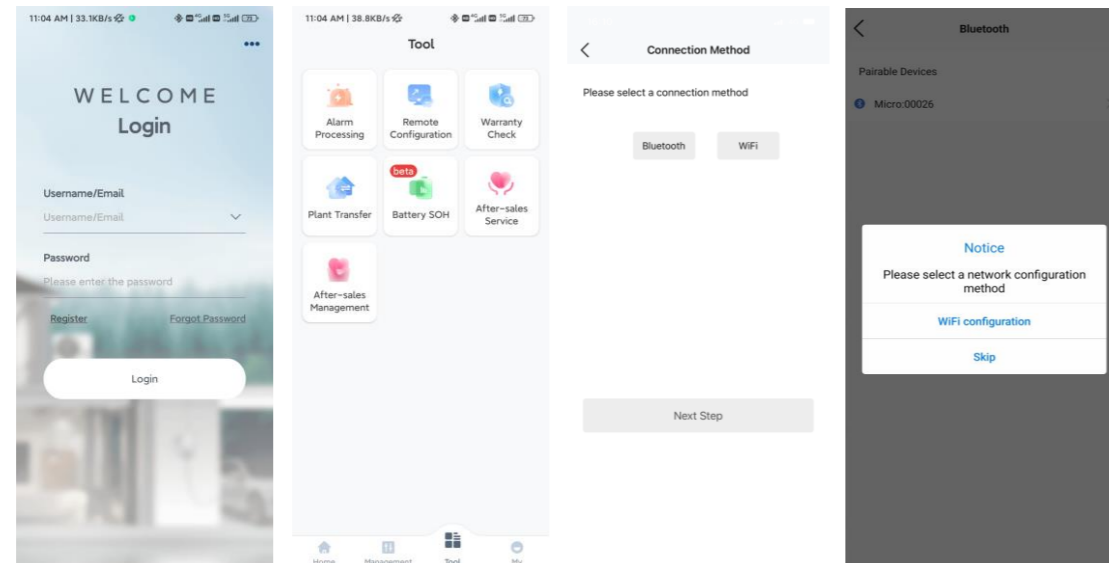 11:04 AM | 33.1KB/s
WELCOME
Login
Username/Email
Username/Email
Password
Please enter the password
Register
Forgot Password
Login
11:04 AM | 38.8KB/s
Tool
Alarm
Processing
Remote
Configuration
Warranty
Check
Plant Transfer
beta
Battery SOH
After-sales
Service
After-sales
Management
Home
Management
Tool
My
Connection Method
Please select a connection method
Bluetooth
WiFi
Next Step
Bluetooth
Pairable Devices
Micro:00026
Notice
Please select a network configuration
method
WiFi configuration
Skip